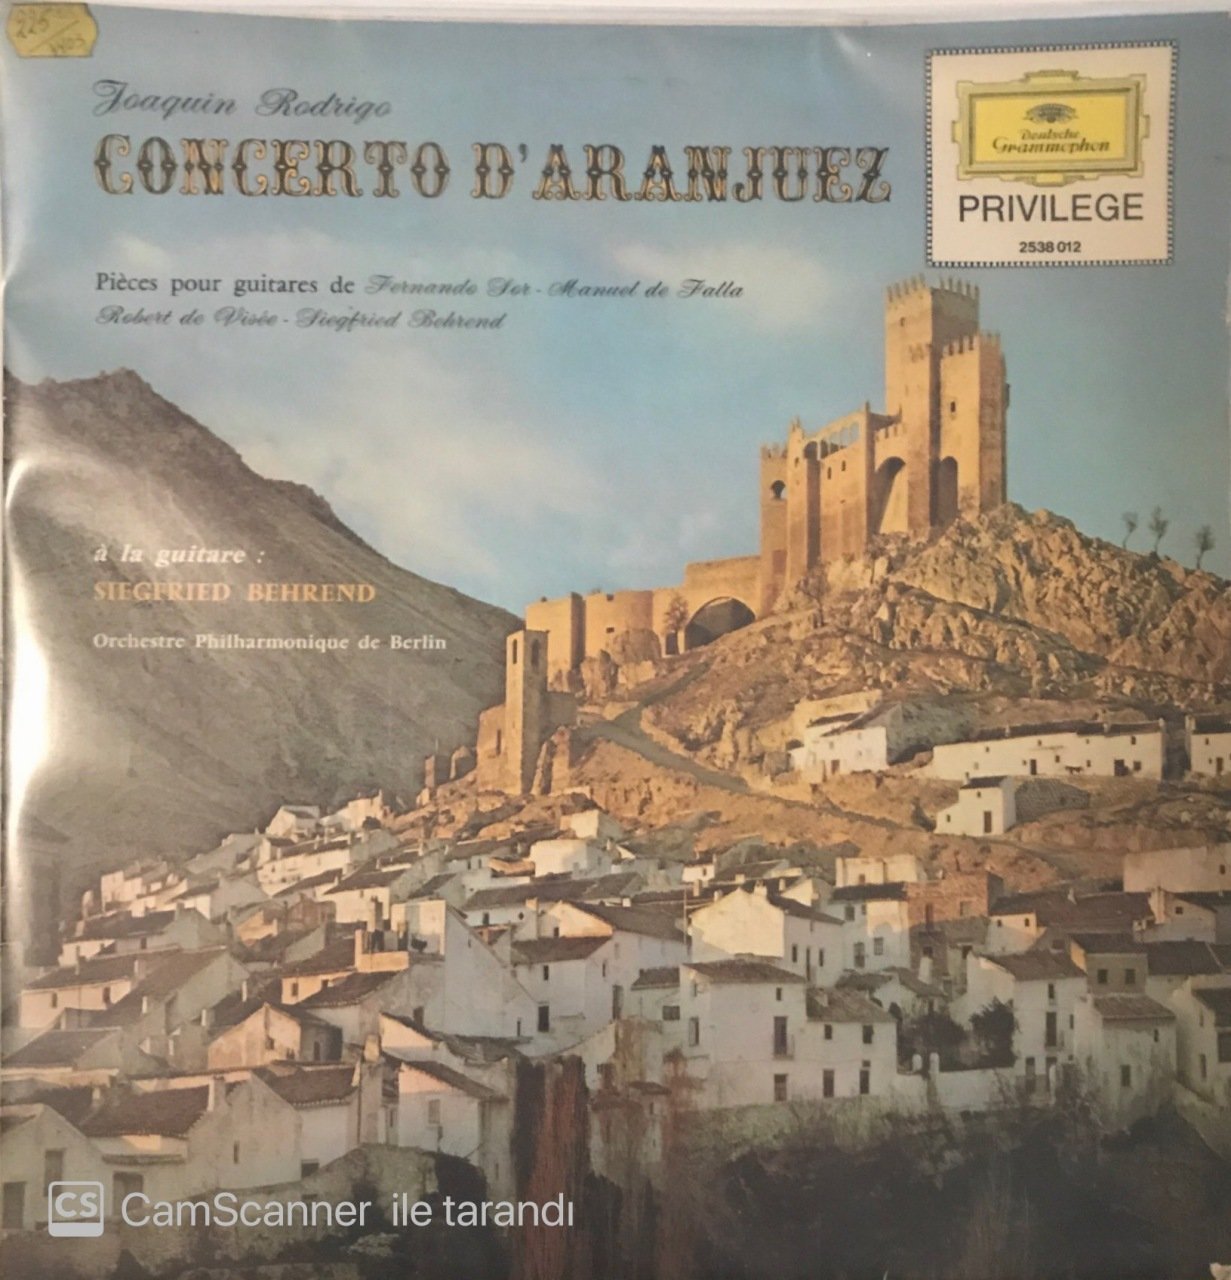 225
Joaquin Rodrigo
CONCERTO D'ARANJUEZ
Deutsche
Grammophon
PRIVILEGE
2538 012
Pièces pour guitares de Fernando Sor - Manuel de Falla
Robert de Visée - Siegfried Behrend
à la guitare :
SIEGFRIED BEHREND
Orchestre Philharmonique de Berlin
CS CamScanner ile tarandı